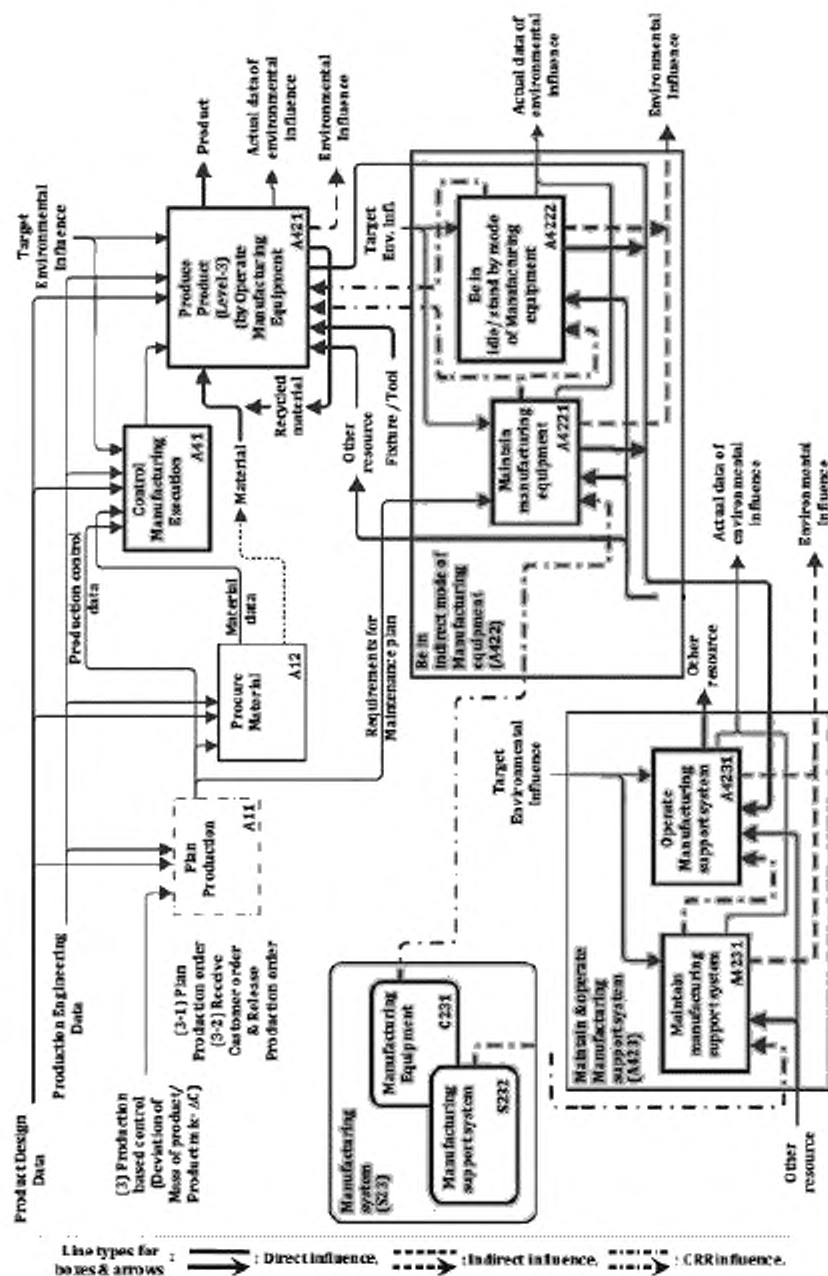 Product Design
Data
Production Engineering
Data
(3) Production
based control
(Deviation of
Mass of product/
Product mix: ΔC)
(3-1) Plan
Production order
(3-2) Receive
Customer order
& Release
Production order
Plan
Production
A11
Procure
Material
A12
Production control
data
Material
data
Material
Control
Manufacturing
Execution
A41
Target
Environmental
Influence
Produce
Product
(Level-3)
(by Operate
Manufacturing
Equipment
A421
Product
Actual data of
environmental
influence
Environmental
Influence
Recycled
material
Other
resource
Fixture / Tool
Requirements for
Maintenance plan
Target
Env. infl.
Be in
indirect mode of
Manufacturing
equipment
(A422)
Maintain
manufacturing
equipment
A4221
Be in
idle/ stand by mode
of Manufacturing
equipment
A4222
Actual data of
environmental
influence
Environmental
Influence
Manufacturing
system
(S23)
Manufacturing
Equipment
C231
Manufacturing
support system
S232
Target
Environmental
Influence
Maintain & operate
Manufacturing
support system
(A423)
Maintain
manufacturing
support system
A4231
Operate
Manufacturing
support system
A4231
Other
resource
Actual data of
environmental
influence
Environmental
Influence
Other
resource
Line types for
boxes & arrows
: : Direct influence, : Indirect influence, : CRR influence.